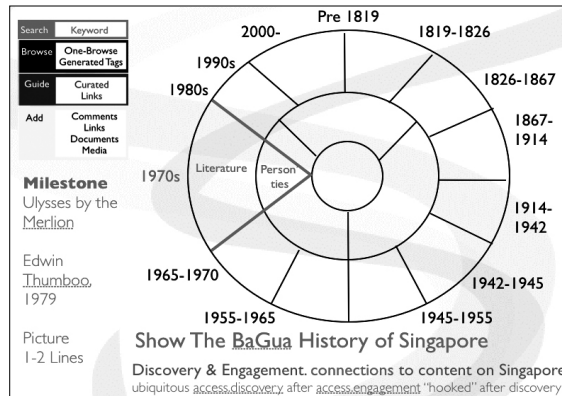 Search Keyword
Browse One-Browse
Generated Tags
Guide Curated
Links
Add Comments
Links
Documents
Media
Pre 1819
1819-1826
1826-1867
1867-
1914
1914-
1942
1942-1945
1945-1955
1955-1965
1965-1970
1970s
1980s
1990s
2000-
Literature
Person
ties
Milestone
Ulysses by the
Merlion
Edwin
Thumboo,
1979
Picture
1-2 Lines
Show The BaGua History of Singapore
Discovery & Engagement. connections to content on Singapore
ubiquitous access.discovery after access.engagement "hooked" after discovery